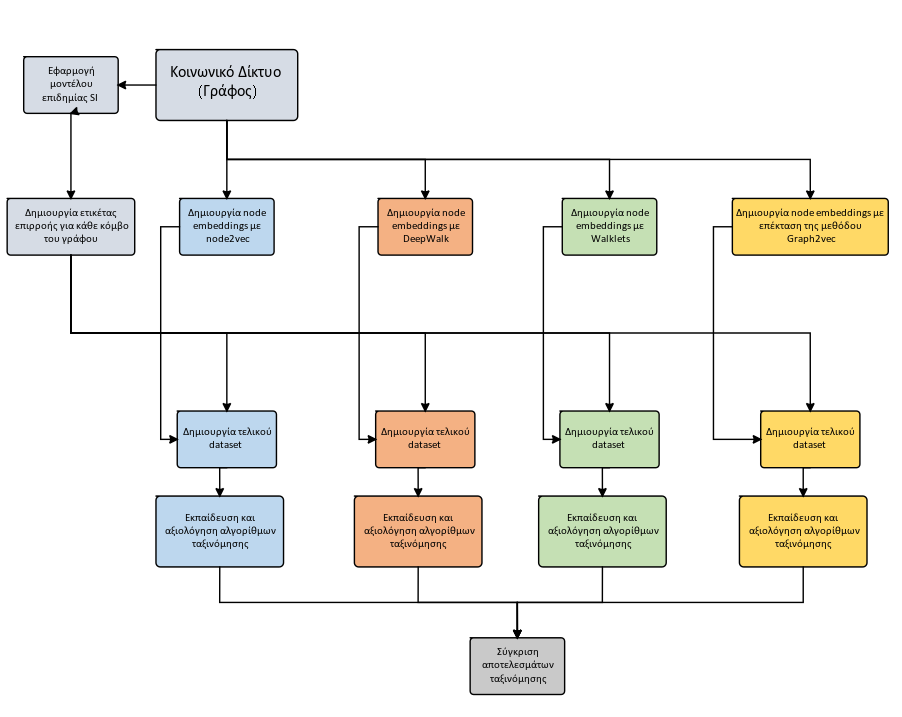 Εφαρμογή
μοντέλου
επιδημίας SI
Κοινωνικό Δίκτυο
(Γράφος)
Δημιουργία ετικέτας
επιρροής για κάθε κόμβο
του γράφου
Δημιουργία node
embeddings με
node2vec
Δημιουργία node
embeddings με
DeepWalk
Δημιουργία node
embeddings με
Walklets
Δημιουργία node embeddings με
επέκταση της μεθόδου
Graph2vec
Δημιουργία τελικού
dataset
Δημιουργία τελικού
dataset
Δημιουργία τελικού
dataset
Δημιουργία τελικού
dataset
Εκπαίδευση και
αξιολόγηση αλγορίθμων
ταξινόμησης
Εκπαίδευση και
αξιολόγηση αλγορίθμων
ταξινόμησης
Εκπαίδευση και
αξιολόγηση αλγορίθμων
ταξινόμησης
Εκπαίδευση και
αξιολόγηση αλγορίθμων
ταξινόμησης
Σύγκριση
αποτελεσμάτων
ταξινόμησης